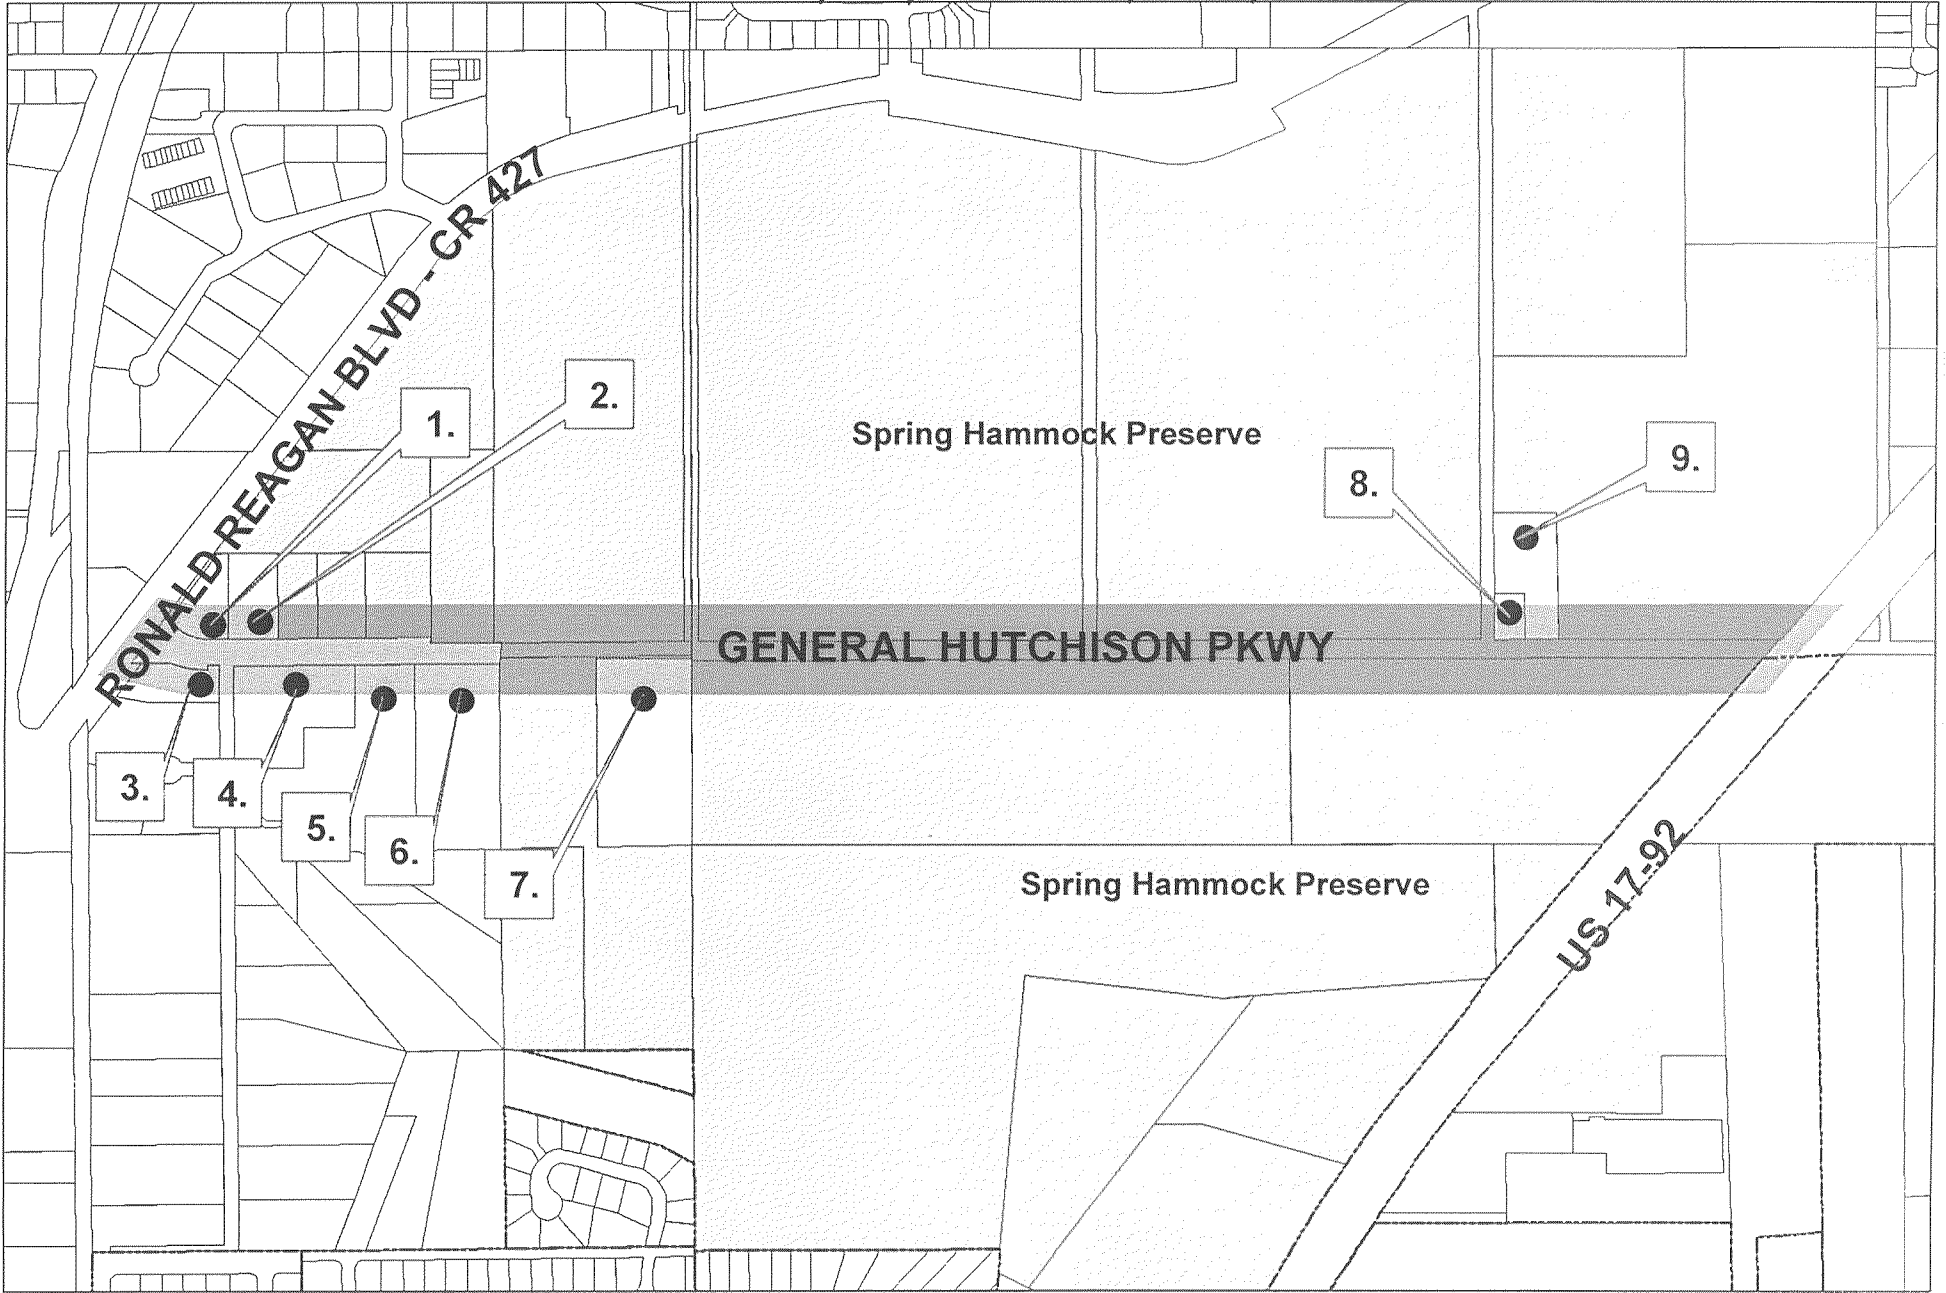 RONALD REAGAN BLVD - CR 427
1.
2.
Spring Hammock Preserve
8.
9.
GENERAL HUTCHISON PKWY
3.
4.
5.
6.
7.
Spring Hammock Preserve
US 17-92